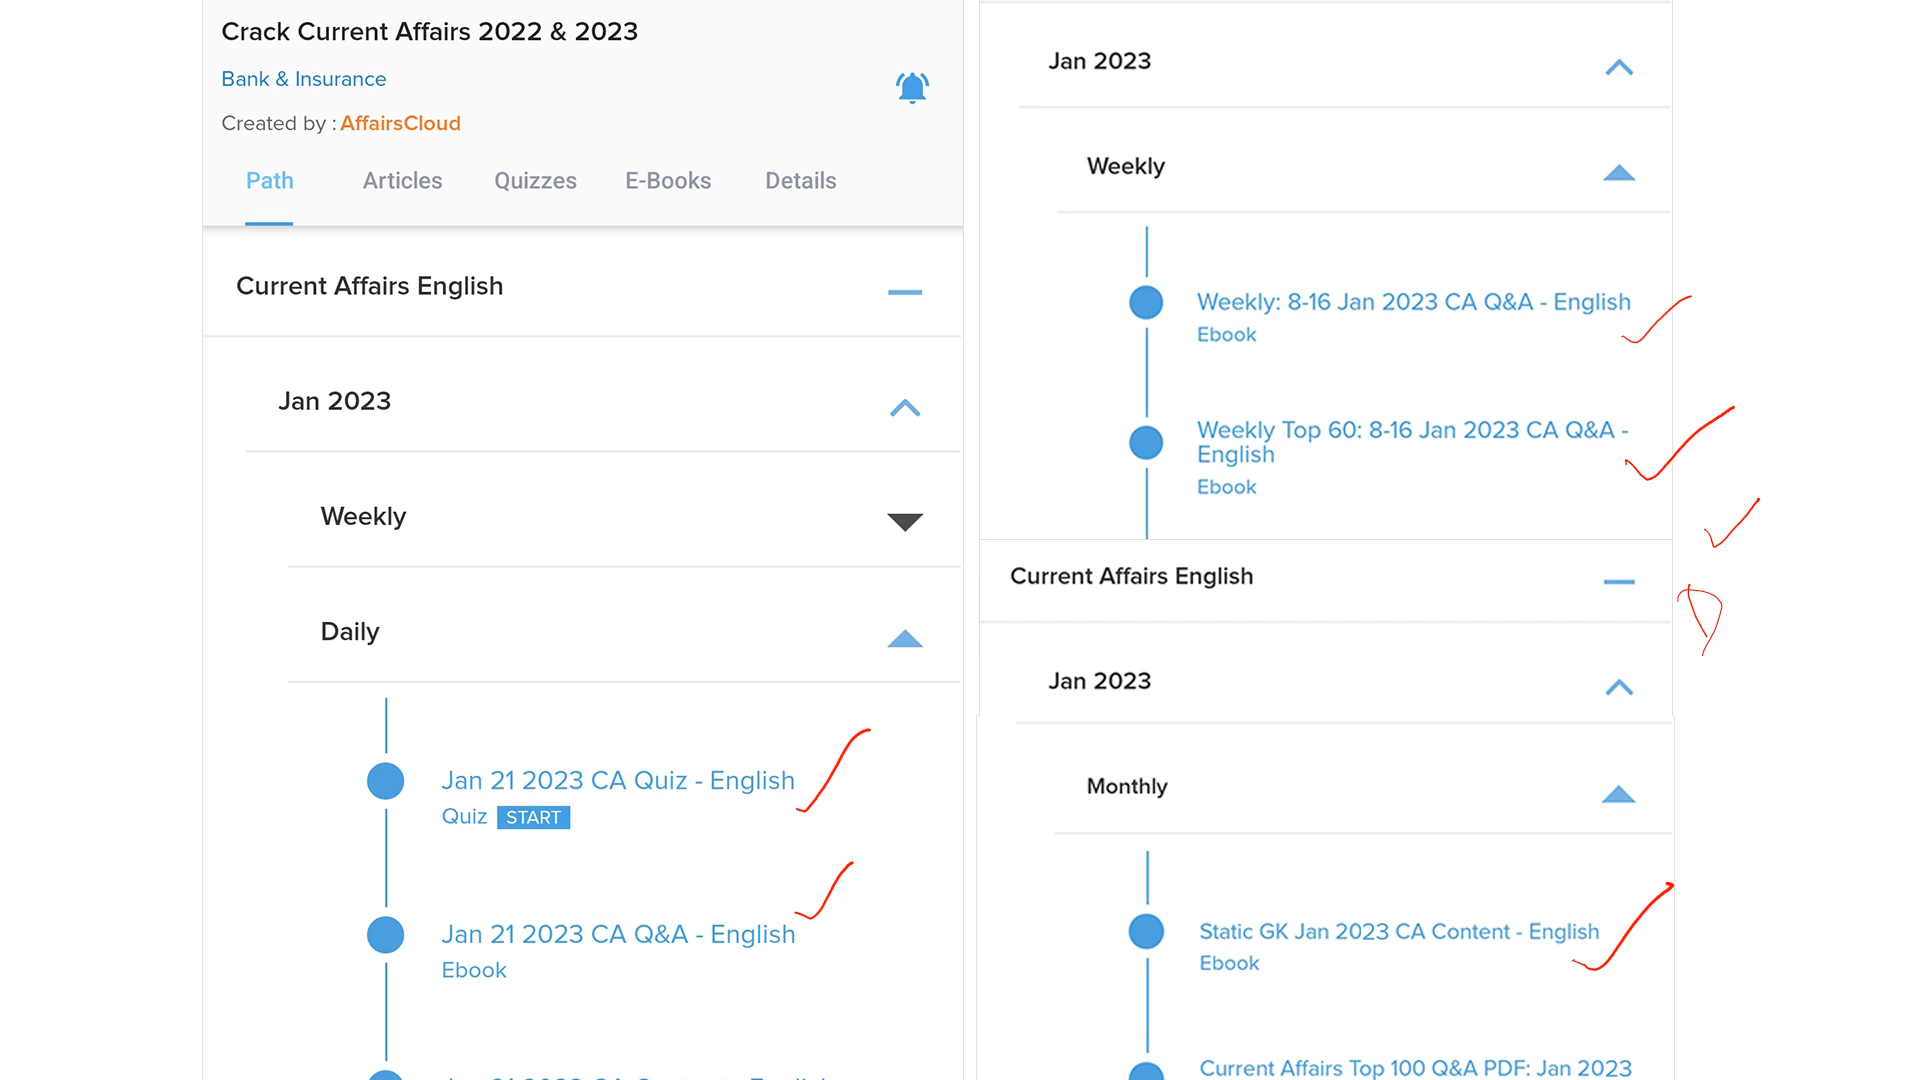 Crack Current Affairs 2022 & 2023
Bank & Insurance
Created by : AffairsCloud
Path Articles Quizzes E-Books Details
Current Affairs English
Jan 2023
Weekly
Daily
Jan 21 2023 CA Quiz - English
Quiz START
Jan 21 2023 CA Q&A - English
Ebook
Jan 2023
Weekly
Weekly: 8-16 Jan 2023 CA Q&A - English
Ebook
Weekly Top 60: 8-16 Jan 2023 CA Q&A -
English
Ebook
Current Affairs English
Jan 2023
Monthly
Static GK Jan 2023 CA Content - English
Ebook
Current Affairs Top 100 Q&A PDF: Jan 2023